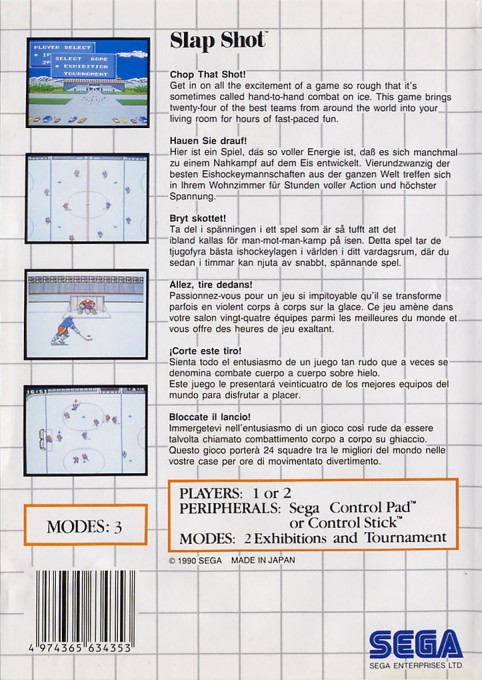 PLAYER SELECT
SELECT GAME
EXHIBITION
TOURNAMENT
Slap Shot™
Chop That Shot!
Get in on all the excitement of a game so rough that it's
sometimes called hand-to-hand combat on ice. This game brings
twenty-four of the best teams from around the world into your
living room for hours of fast-paced fun.
Hauen Sie drauf!
Hier ist ein Spiel, das so voller Energie ist, daß es sich manchmal
zu einem Nahkampf auf dem Eis entwickelt. Vierundzwanzig der
besten Eishockeymannschaften aus der ganzen Welt treffen sich
in Ihrem Wohnzimmer für Stunden voller Action und höchster
Spannung.
Bryt skottet!
Ta del i spänningen i ett spel som är så tufft att det
ibland kallas för man-mot-man-kamp på isen. Detta spel tar de
tjugofyra bästa ishockeylagen i världen i ditt vardagsrum, där du
sedan i timmar kan njuta av snabbt, spännande spel.
Allez, tire dedans!
Passionnez-vous pour un jeu si impitoyable qu'il se transforme
parfois en violent corps à corps sur la glace. Ce jeu amène dans
votre salon vingt-quatre équipes parmi les meilleures du monde et
vous offre des heures de jeu exaltant.
¡Corte este tiro!
Sienta todo el entusiasmo de un juego tan rudo que a veces se
denomina combate cuerpo a cuerpo sobre hielo.
Este juego le presentará veinticuatro de los mejores equipos del
mundo para disfrutar a placer.
Bloccate il lancio!
Immergetevi nell'entusiasmo di un gioco così rude da essere
talvolta chiamato combattimento corpo a corpo su ghiaccio.
Questo gioco porterà 24 squadre tra le migliori del mondo nelle
vostre case per ore di movimentato divertimento.
MODES: 3
PLAYERS: 1 or 2
PERIPHERALS: Sega Control Pad™
or Control Stick™
MODES: 2 Exhibitions and Tournament
© 1990 SEGA MADE IN JAPAN
4 974365 634353
SEGA
SEGA ENTERPRISES LTD.